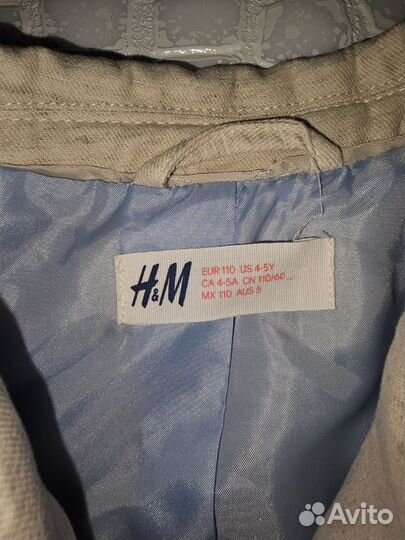 H&M
EUR 110 US 4-5Y
CA 4-5A CN 110/60
MX 110 AUS 5
Avito